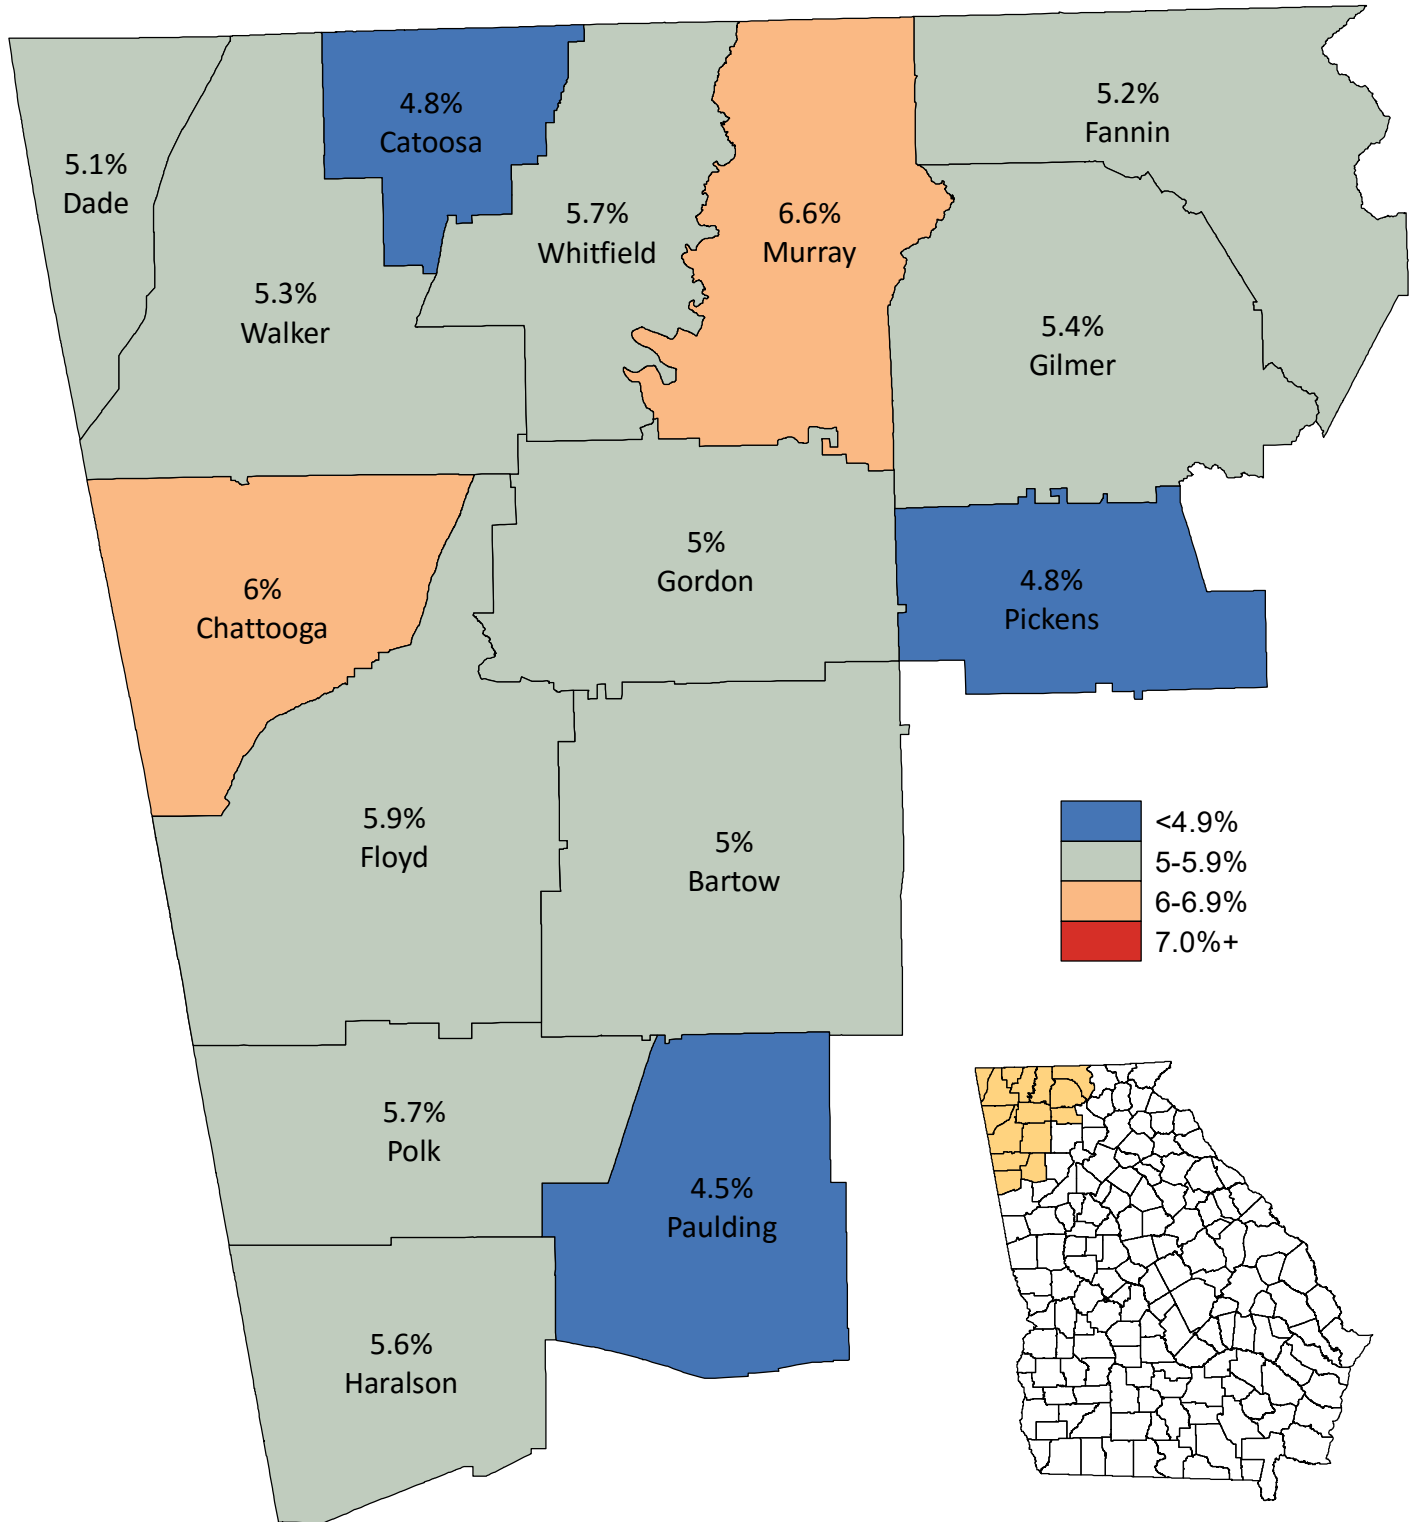 4.8%
Catoosa
5.2%
Fannin
5.1%
Dade
5.7%
Whitfield
6.6%
Murray
5.3%
Walker
5.4%
Gilmer
5%
Gordon
4.8%
Pickens
6%
Chattooga
5.9%
Floyd
5%
Bartow
<4.9%
5-5.9%
6-6.9%
7.0%+
5.7%
Polk
4.5%
Paulding
5.6%
Haralson